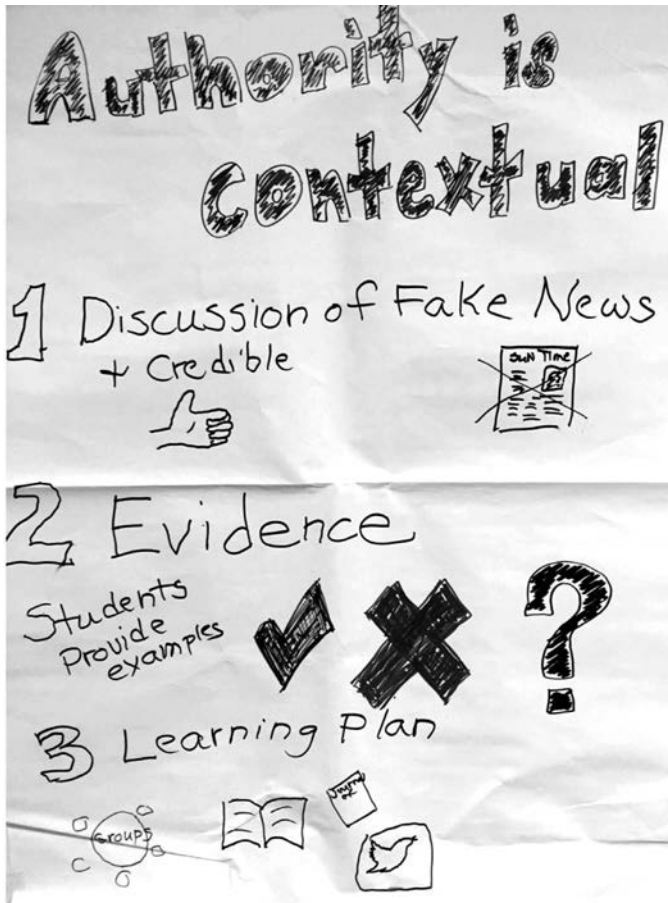 Authority is
contextual
1 Discussion of Fake News
+ Credible
SUN TIME
2 Evidence
Students
Provide
examples
?
3 Learning Plan
Groups